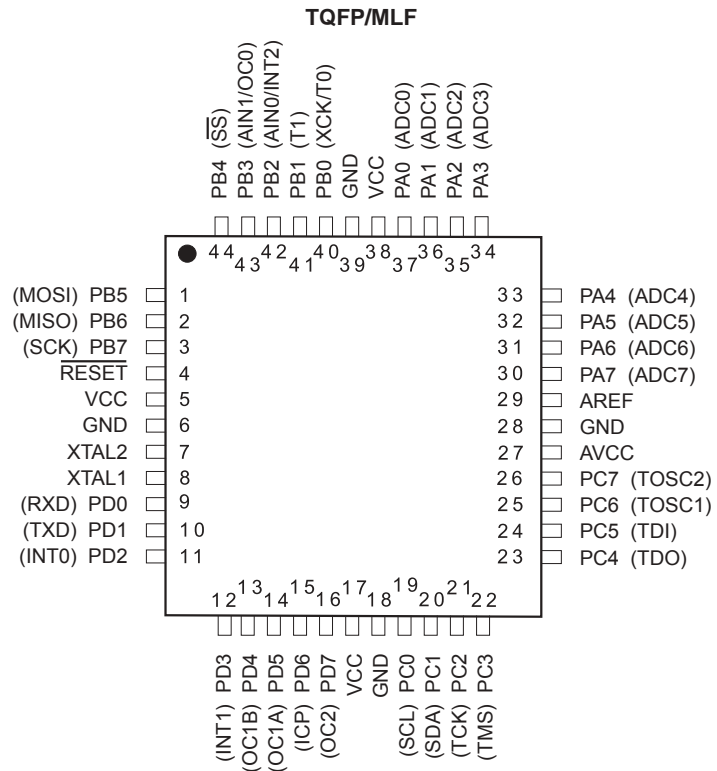 TQFP/MLF
PB4 (S̅S̅)
PB3 (AIN1/OC0)
PB2 (AIN0/INT2)
PB1 (T1)
PB0 (XCK/T0)
GND
VCC
PA0 (ADC0)
PA1 (ADC1)
PA2 (ADC2)
PA3 (ADC3)
44 43 42 41 40 39 38 37 36 35 34
(MOSI) PB5 1
(MISO) PB6 2
(SCK) PB7 3
R̅E̅S̅E̅T̅ 4
VCC 5
GND 6
XTAL2 7
XTAL1 8
(RXD) PD0 9
(TXD) PD1 10
(INT0) PD2 11
33 PA4 (ADC4)
32 PA5 (ADC5)
31 PA6 (ADC6)
30 PA7 (ADC7)
29 AREF
28 GND
27 AVCC
26 PC7 (TOSC2)
25 PC6 (TOSC1)
24 PC5 (TDI)
23 PC4 (TDO)
12 13 14 15 16 17 18 19 20 21 22
(INT1) PD3
(OC1B) PD4
(OC1A) PD5
(ICP) PD6
(OC2) PD7
VCC
GND
(SCL) PC0
(SDA) PC1
(TCK) PC2
(TMS) PC3